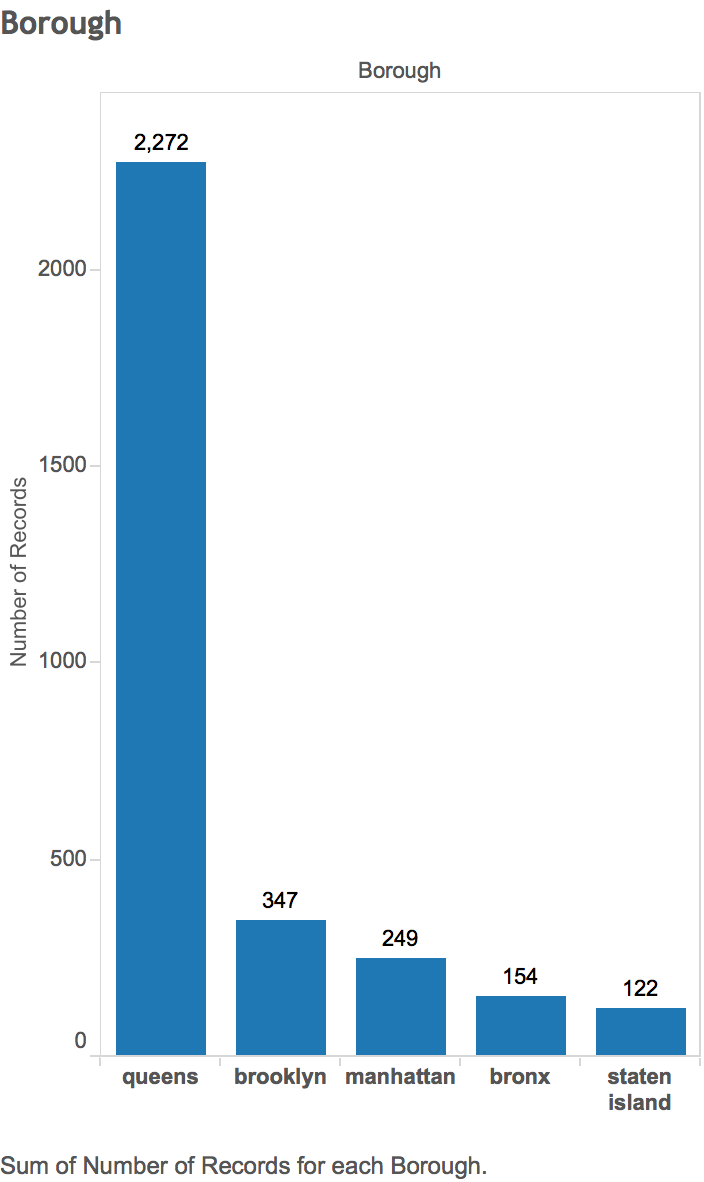 Borough
Borough
2,272
2000
1500
1000
500
0
Number of Records
347
249
154
122
queens brooklyn manhattan bronx staten
island
Sum of Number of Records for each Borough.